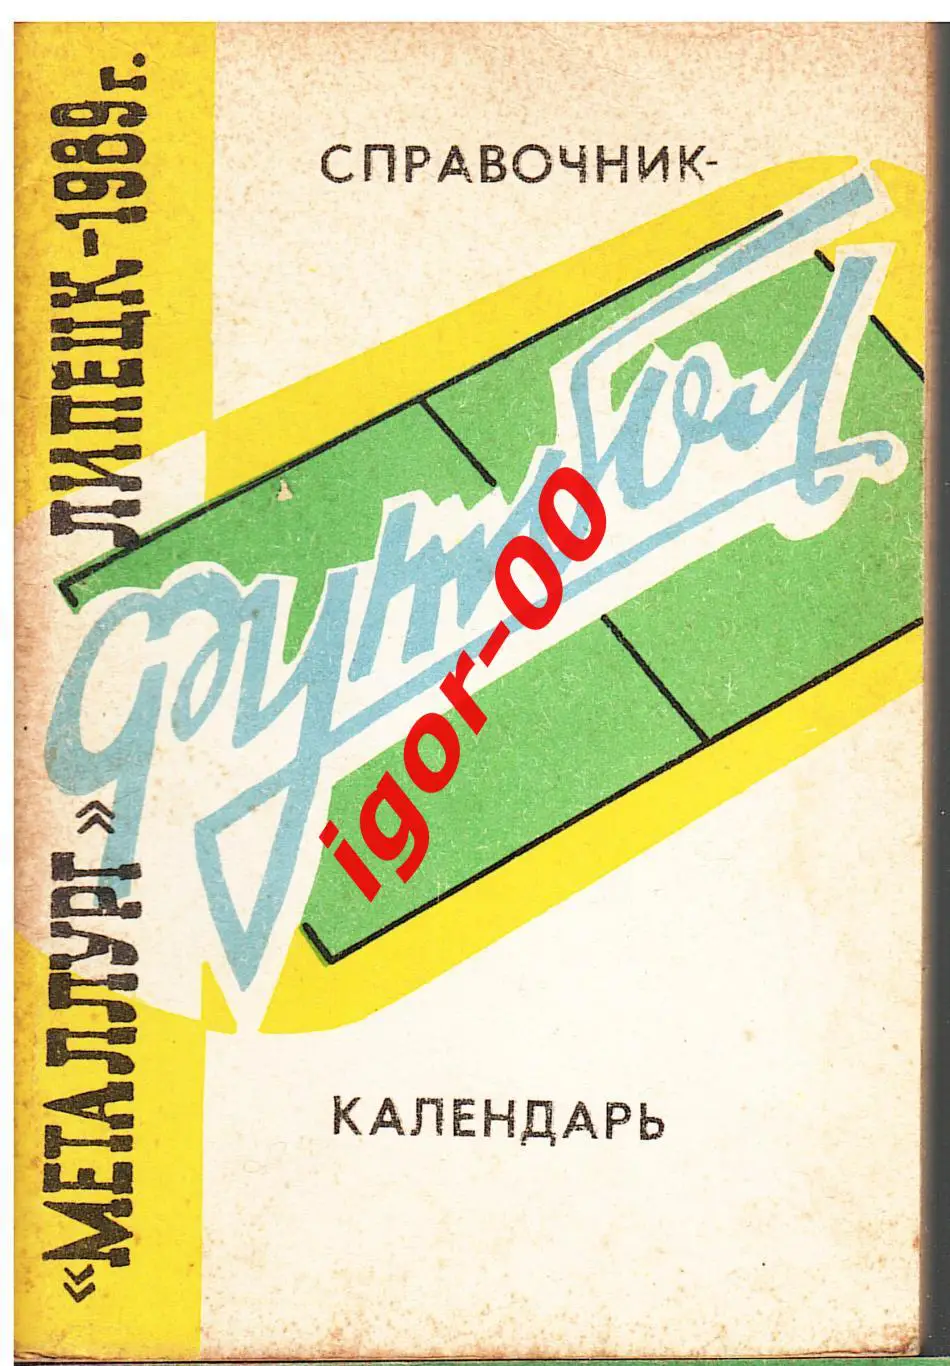 «МЕТАЛЛУРГ» ЛИПЕЦК-1989г.
СПРАВОЧНИК-
футбол
igor-00
КАЛЕНДАРЬ